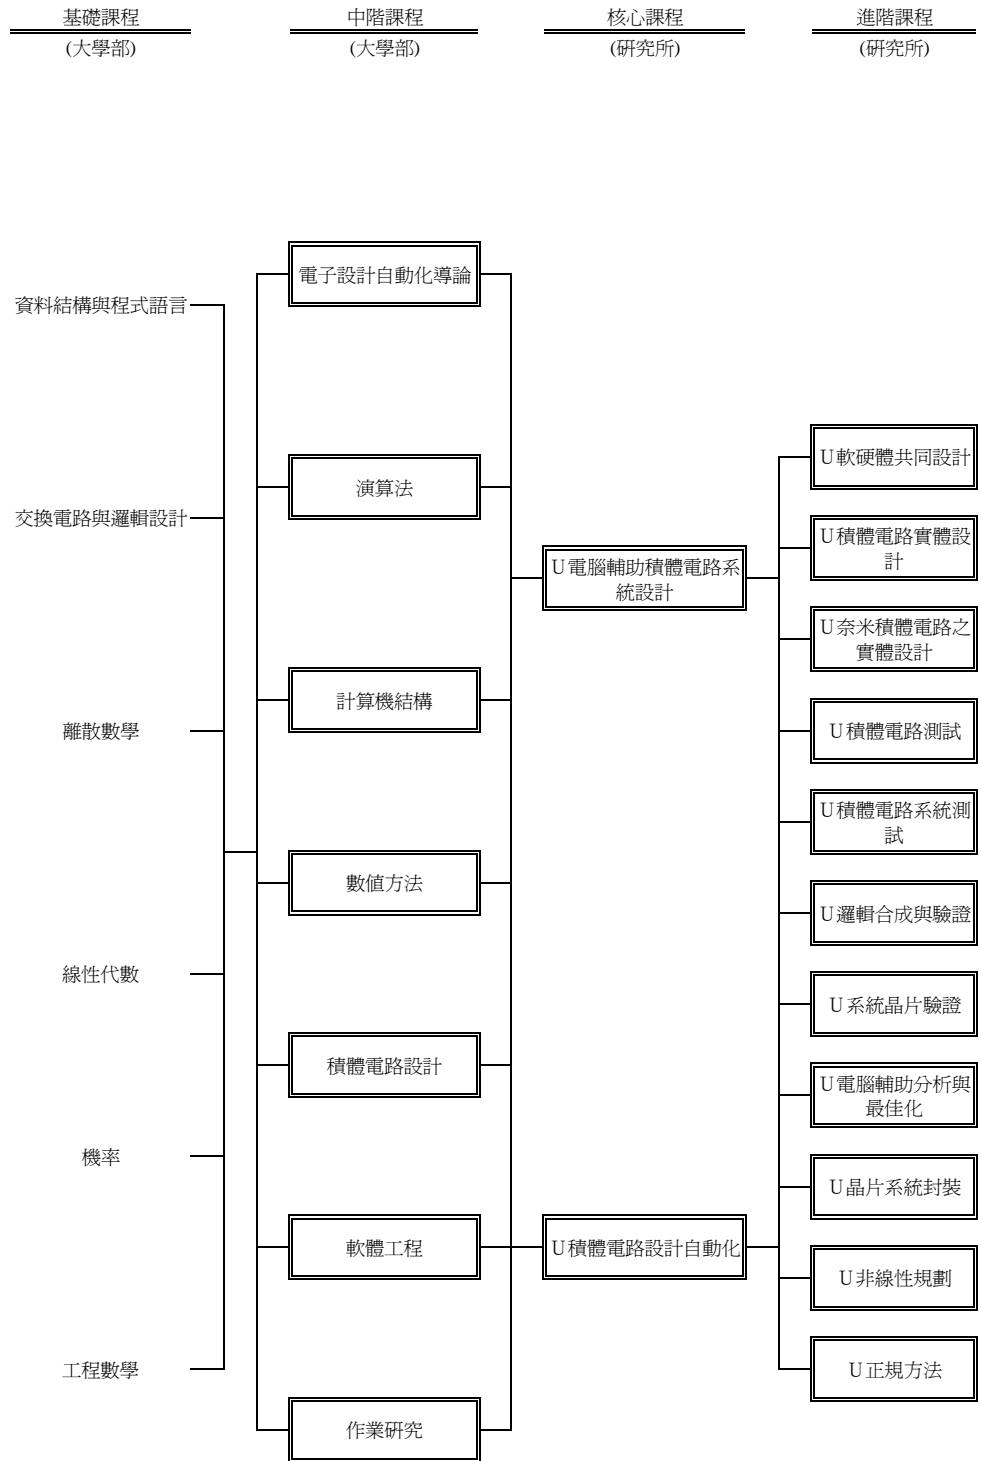 基礎課程
(大學部)
中階課程
(大學部)
核心課程
(研究所)
進階課程
(研究所)
資料結構與程式語言
交換電路與邏輯設計
離散數學
線性代數
機率
工程數學
電子設計自動化導論
演算法
計算機結構
數值方法
積體電路設計
軟體工程
作業研究
U電腦輔助積體電路系
統設計
U積體電路設計自動化
U軟硬體共同設計
U積體電路實體設
計
U奈米積體電路之
實體設計
U積體電路測試
U積體電路系統測
試
U邏輯合成與驗證
U系統晶片驗證
U電腦輔助分析與
最佳化
U晶片系統封裝
U非線性規劃
U正規方法